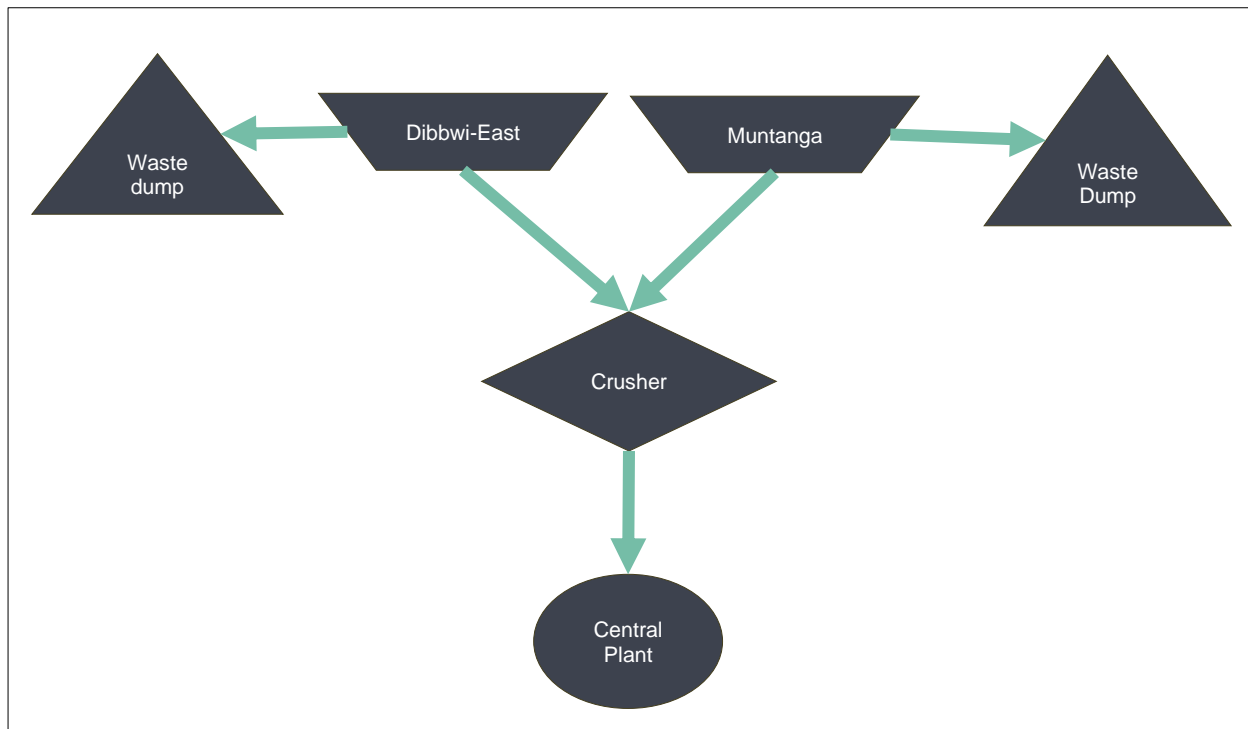 Waste
dump
Dibbwi-East
Muntanga
Waste
Dump
Crusher
Central
Plant